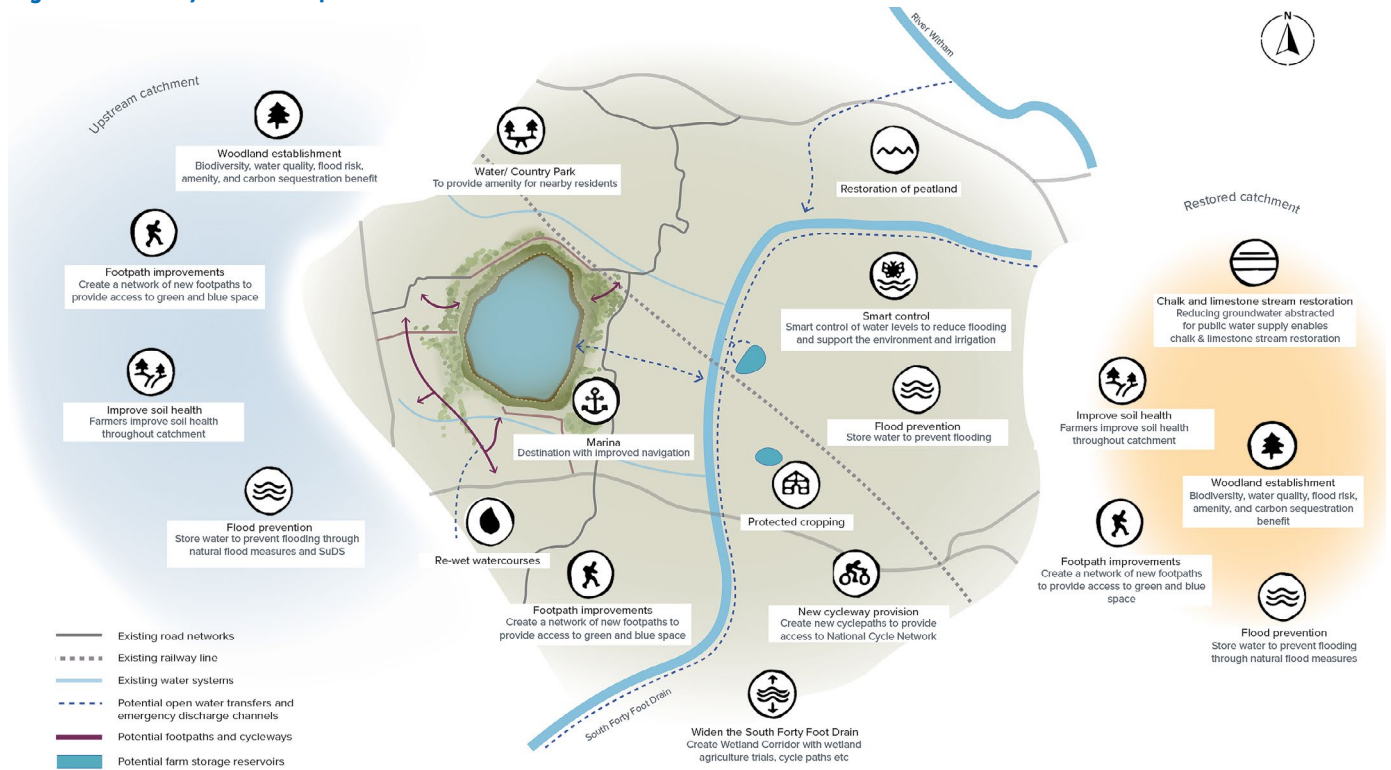 River Witham
N
Upstream catchment
Woodland establishment
Biodiversity, water quality, flood risk,
amenity, and carbon sequestration benefit
Water/ Country Park
To provide amenity for nearby residents
Restoration of peatland
Restored catchment
Footpath improvements
Create a network of new footpaths to
provide access to green and blue space
Smart control
Smart control of water levels to reduce flooding
and support the environment and irrigation
Chalk and limestone stream restoration
Reducing groundwater abstracted
for public water supply enables
chalk & limestone stream restoration
Improve soil health
Farmers improve soil health
throughout catchment
Marina
Destination with improved navigation
Flood prevention
Store water to prevent flooding
Improve soil health
Farmers improve soil health
throughout catchment
Woodland establishment
Biodiversity, water quality, flood risk,
amenity, and carbon sequestration
benefit
Flood prevention
Store water to prevent flooding through
natural flood measures and SuDS
Re-wet watercourses
Protected cropping
Footpath improvements
Create a network of new footpaths to
provide access to green and blue space
New cycleway provision
Create new cyclepaths to provide
access to National Cycle Network
Footpath improvements
Create a network of new footpaths
to provide access to green and blue
space
Flood prevention
Store water to prevent flooding
through natural flood measures
South Forty Foot Drain
Widen the South Forty Foot Drain
Create Wetland Corridor with wetland
agriculture trials, cycle paths etc
Existing road networks
Existing railway line
Existing water systems
Potential open water transfers and
emergency discharge channels
Potential footpaths and cycleways
Potential farm storage reservoirs